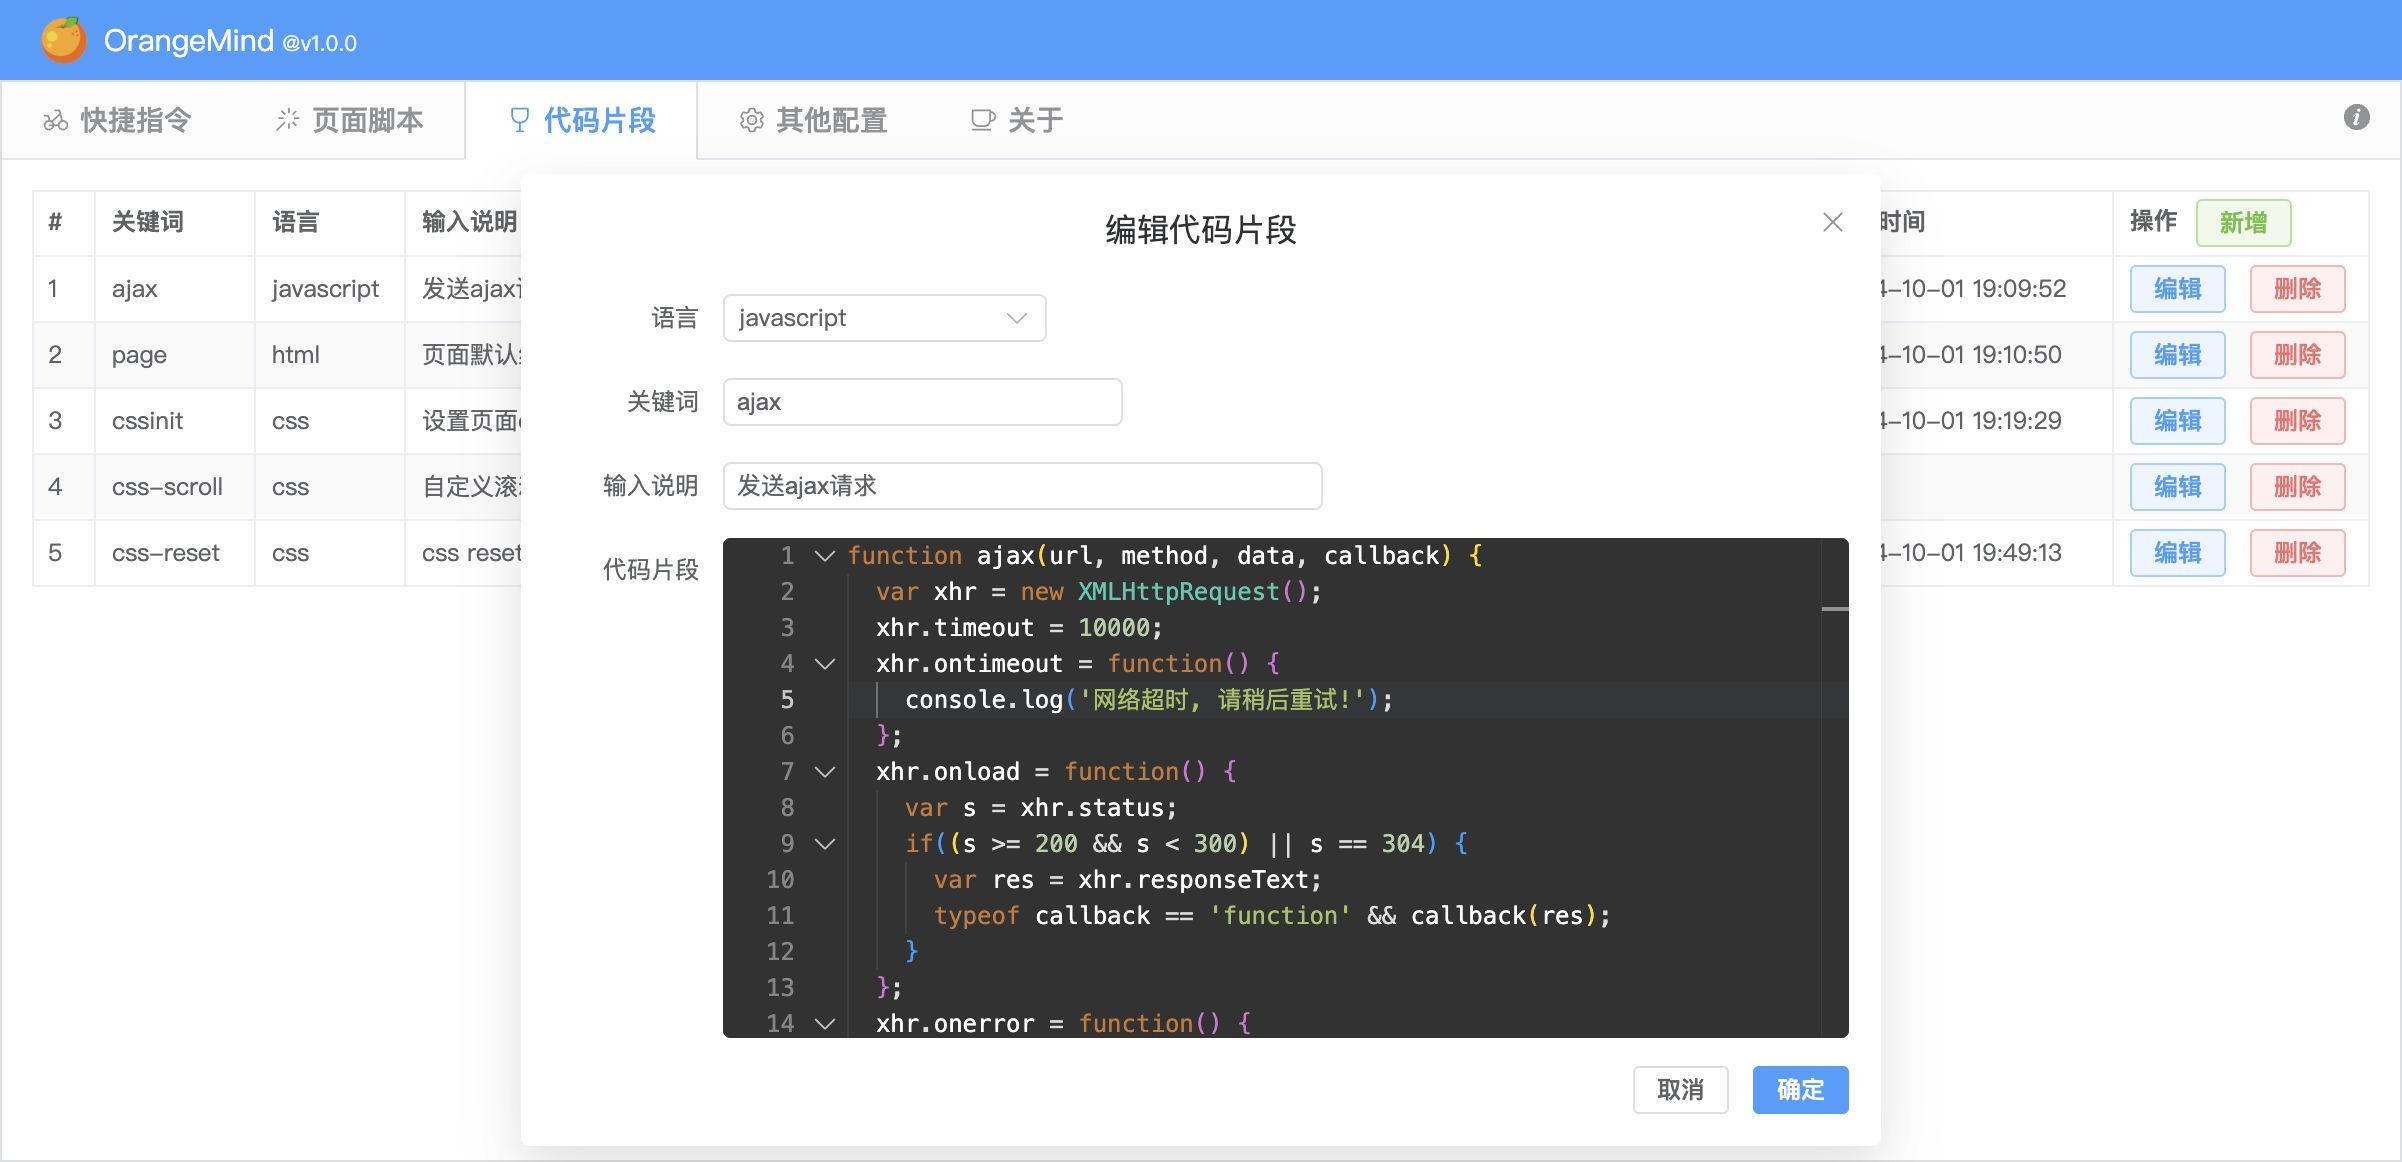 OrangeMind @v1.0.0
快捷指令 页面脚本 代码片段 其他配置 关于
# 关键词 语言 输入说明 时间 操作 新增
1 ajax javascript 发送ajax -10-01 19:09:52 编辑 删除
2 page html 页面默认 -10-01 19:10:50 编辑 删除
3 cssinit css 设置页面 -10-01 19:19:29 编辑 删除
4 css-scroll css 自定义滚 编辑 删除
5 css-reset css css reset -10-01 19:49:13 编辑 删除
编辑代码片段
语言 javascript
关键词 ajax
输入说明 发送ajax请求
代码片段
1 function ajax(url, method, data, callback) {
2 var xhr = new XMLHttpRequest();
3 xhr.timeout = 10000;
4 xhr.ontimeout = function() {
5 console.log('网络超时, 请稍后重试!');
6 };
7 xhr.onload = function() {
8 var s = xhr.status;
9 if((s >= 200 && s < 300) || s == 304) {
10 var res = xhr.responseText;
11 typeof callback == 'function' && callback(res);
12 }
13 };
14 xhr.onerror = function() {
取消 确定